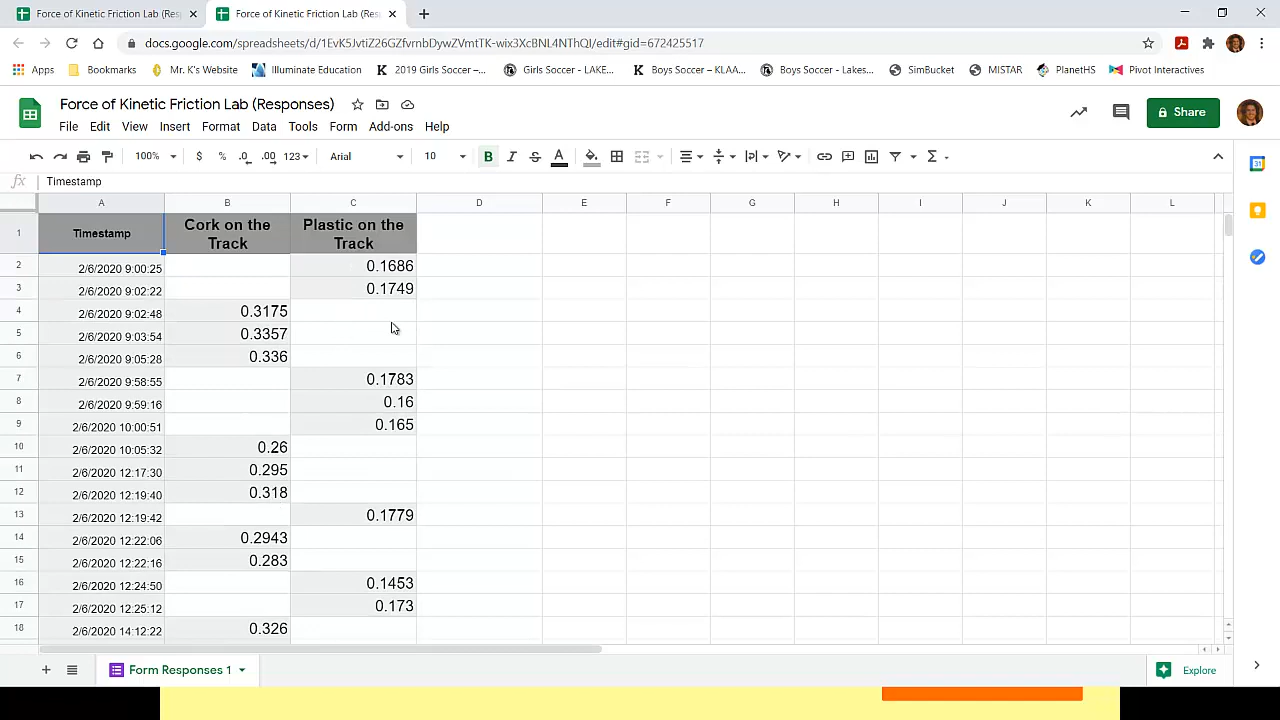 Force of Kinetic Friction Lab (Res
Force of Kinetic Friction Lab (Resp
Apps
Bookmarks
Mr. K's Website
Illuminate Education
2019 Girls Soccer –...
Girls Soccer - LAKE...
Boys Soccer – KLAA...
Boys Soccer - Lakes...
SimBucket
MISTAR
PlanetHS
Pivot Interactives
Force of Kinetic Friction Lab (Responses)
Share
File Edit View Insert Format Data Tools Form Add-ons Help
100% $ % .0 .00 123 Arial 10 B I S A Σ
fx Timestamp
A B C D E F G H I J K L
1 Timestamp Cork on the Track Plastic on the Track
2 2/6/2020 9:00:25 0.1686
3 2/6/2020 9:02:22 0.1749
4 2/6/2020 9:02:48 0.3175
5 2/6/2020 9:03:54 0.3357
6 2/6/2020 9:05:28 0.336
7 2/6/2020 9:58:55 0.1783
8 2/6/2020 9:59:16 0.16
9 2/6/2020 10:00:51 0.165
10 2/6/2020 10:05:32 0.26
11 2/6/2020 12:17:30 0.295
12 2/6/2020 12:19:40 0.318
13 2/6/2020 12:19:42 0.1779
14 2/6/2020 12:22:06 0.2943
15 2/6/2020 12:22:16 0.283
16 2/6/2020 12:24:50 0.1453
17 2/6/2020 12:25:12 0.173
18 2/6/2020 14:12:22 0.326
Form Responses 1
Explore
31